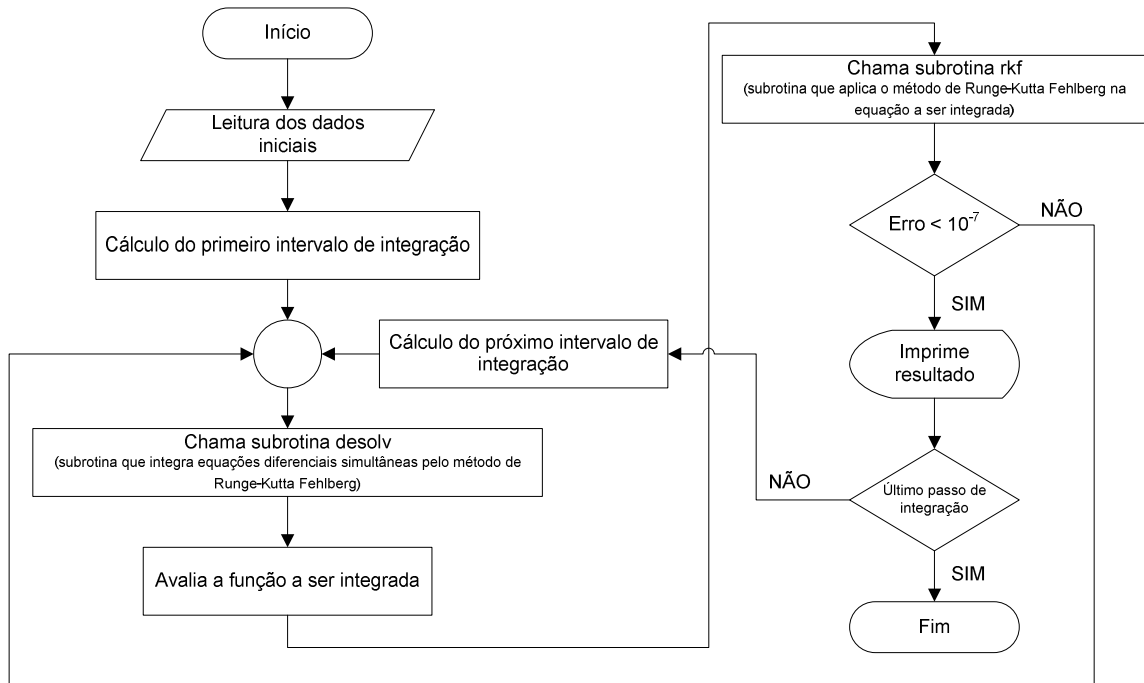 Início
Leitura dos dados
iniciais
Cálculo do primeiro intervalo de integração
Cálculo do próximo intervalo de
integração
Chama subrotina desolv
(subrotina que integra equações diferenciais simultâneas pelo método de
Runge-Kutta Fehlberg)
Avalia a função a ser integrada
Chama subrotina rkf
(subrotina que aplica o método de Runge-Kutta Fehlberg na
equação a ser integrada)
Erro < 10⁻⁷
NÃO
SIM
Imprime
resultado
Último passo de
integração
NÃO
SIM
Fim